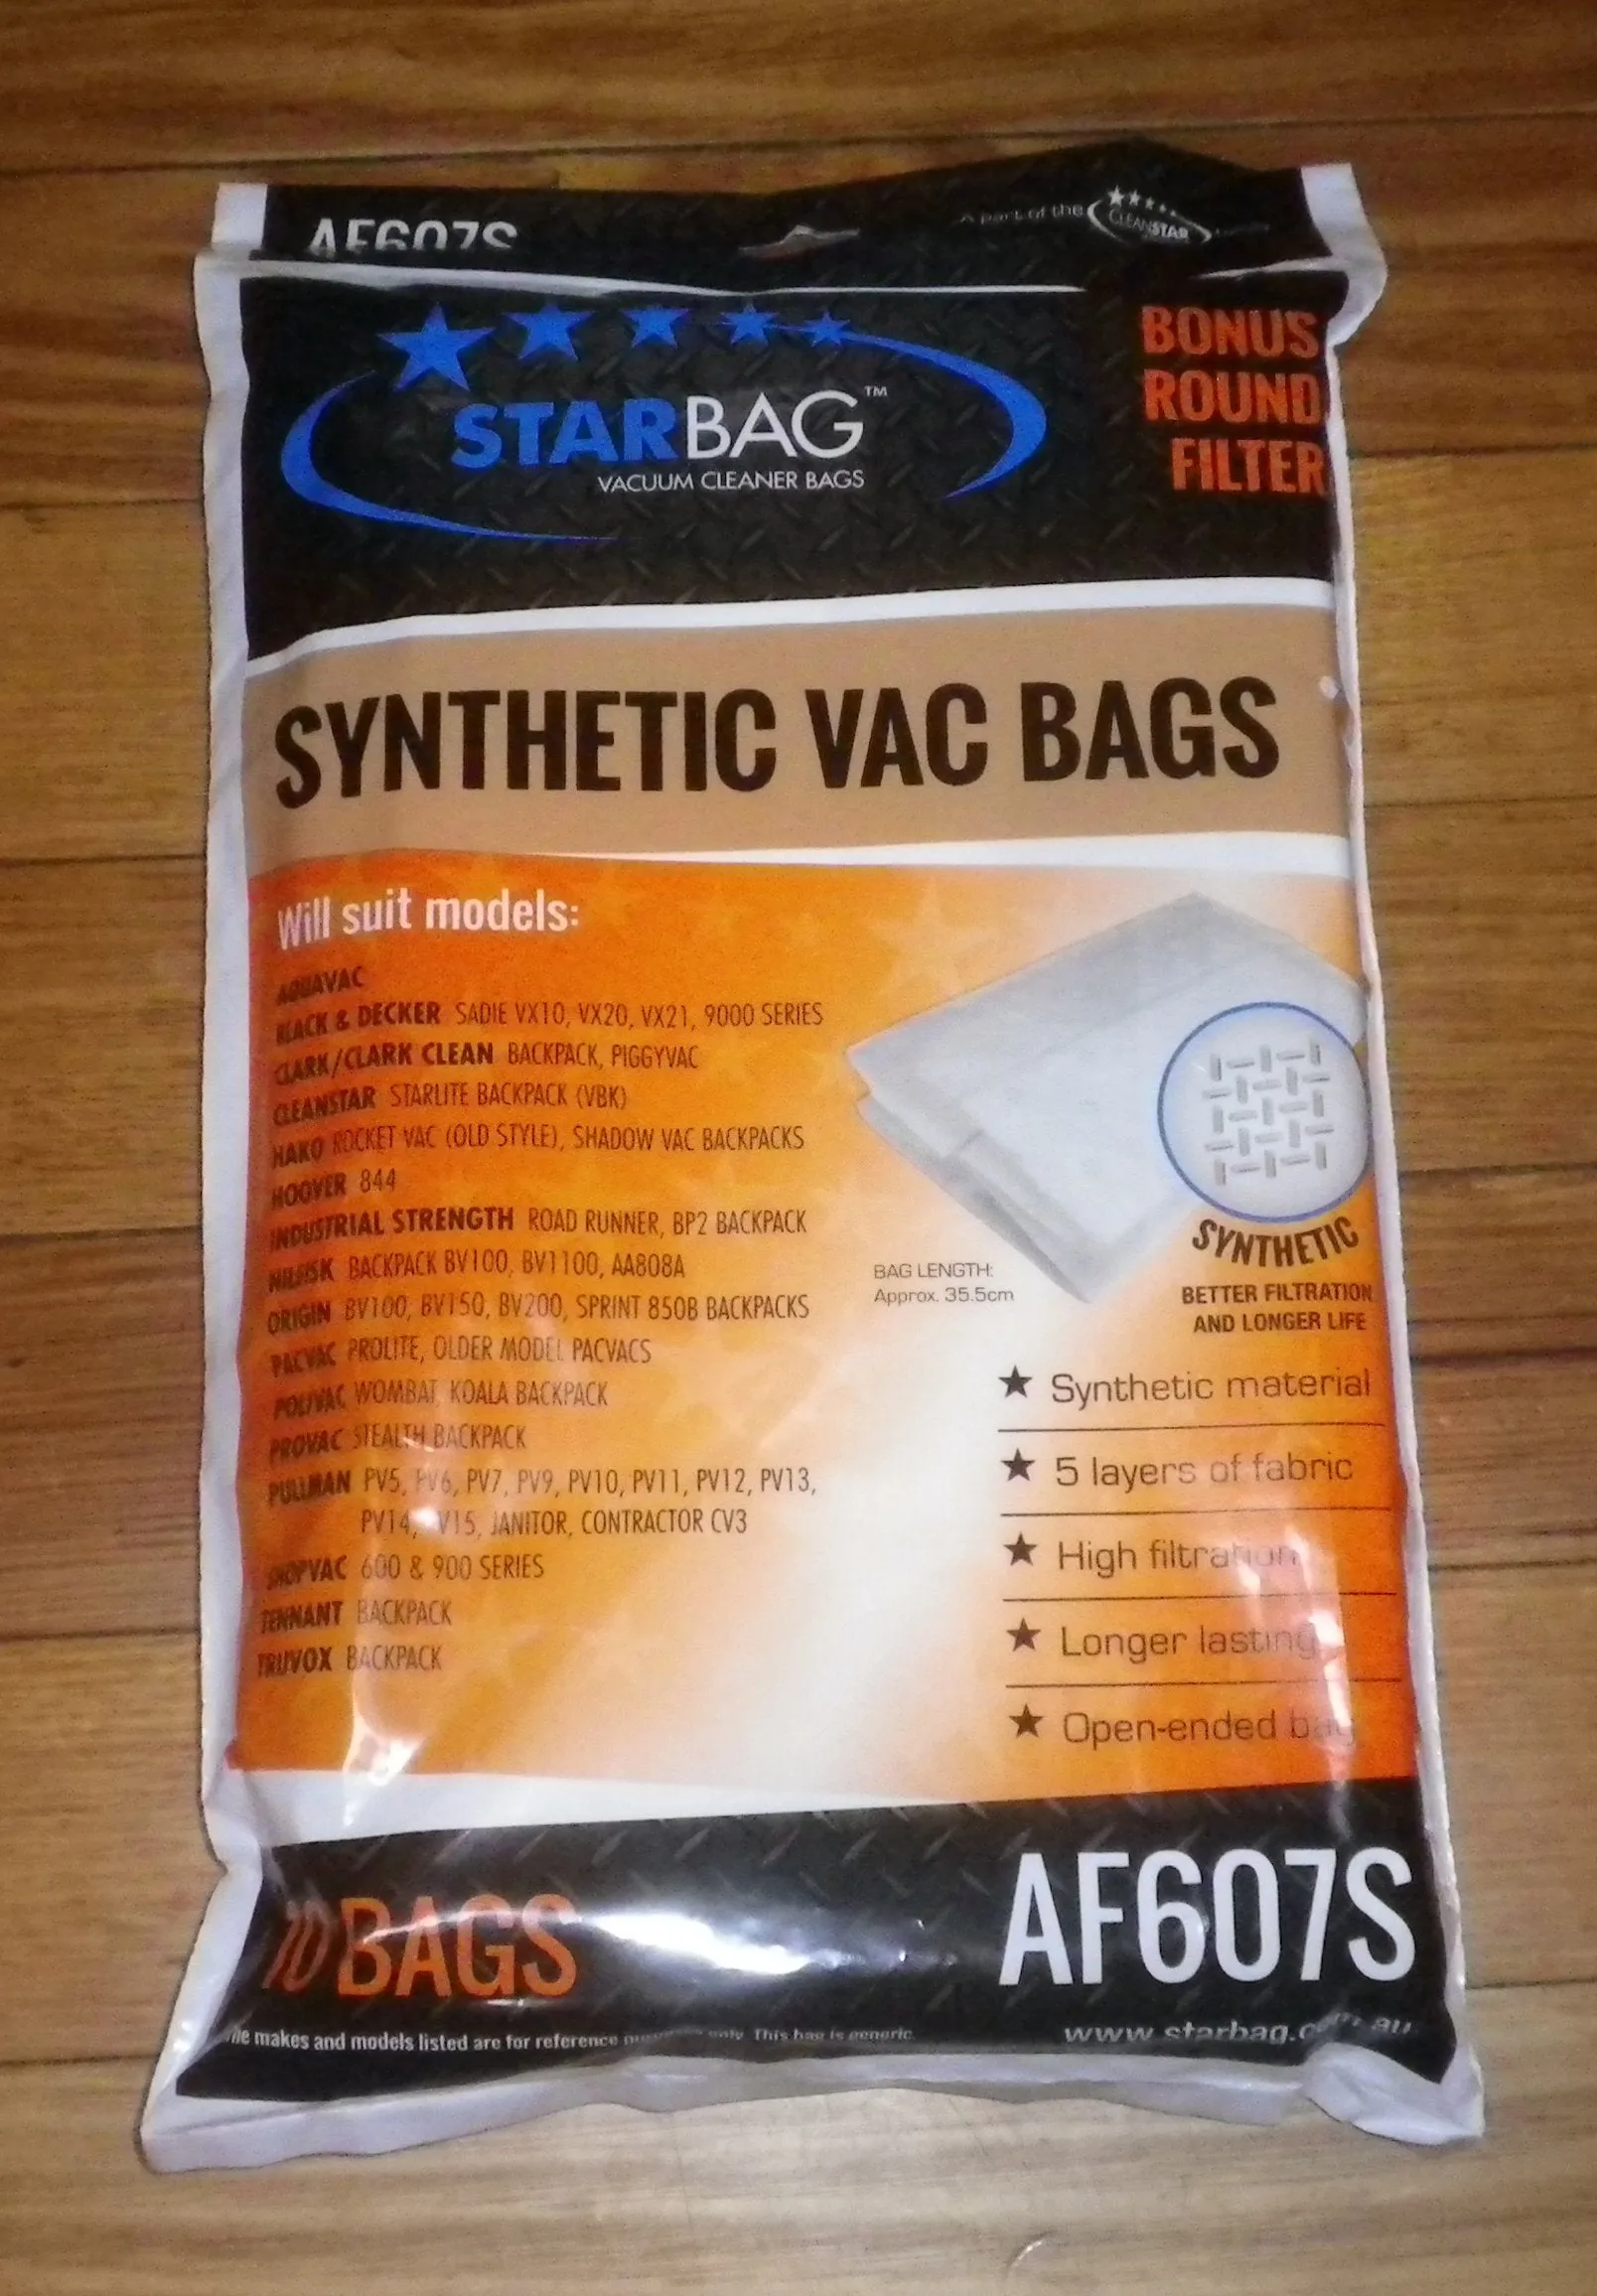 AF607S
A part of the CLEANSTAR
STARBAG™
VACUUM CLEANER BAGS
BONUS
ROUND
FILTER
SYNTHETIC VAC BAGS
Will suit models:
AQUAVAC
BLACK & DECKER SADIE VX10, VX20, VX21, 9000 SERIES
CLARK/CLARK CLEAN BACKPACK, PIGGYVAC
CLEANSTAR STARLITE BACKPACK (VBK)
HAKO ROCKET VAC (OLD STYLE), SHADOW VAC BACKPACKS
HOOVER 844
INDUSTRIAL STRENGTH ROAD RUNNER, BP2 BACKPACK
NILFISK BACKPACK BV100, BV1100, AA808A
ORIGIN BV100, BV150, BV200, SPRINT 850B BACKPACKS
PACVAC PROLITE, OLDER MODEL PACVACS
POLIVAC WOMBAT, KOALA BACKPACK
PROVAC STEALTH BACKPACK
PULLMAN PV5, PV6, PV7, PV9, PV10, PV11, PV12, PV13,
PV14, PV15, JANITOR, CONTRACTOR CV3
SHOPVAC 600 & 900 SERIES
TENNANT BACKPACK
TRUVOX BACKPACK
BAG LENGTH:
Approx. 35.5cm
SYNTHETIC
BETTER FILTRATION
AND LONGER LIFE
★ Synthetic material
★ 5 layers of fabric
★ High filtration
★ Longer lasting
★ Open-ended bag
10 BAGS
AF607S
makes and models listed are for reference only. This bag is generic.
www.starbag.com.au